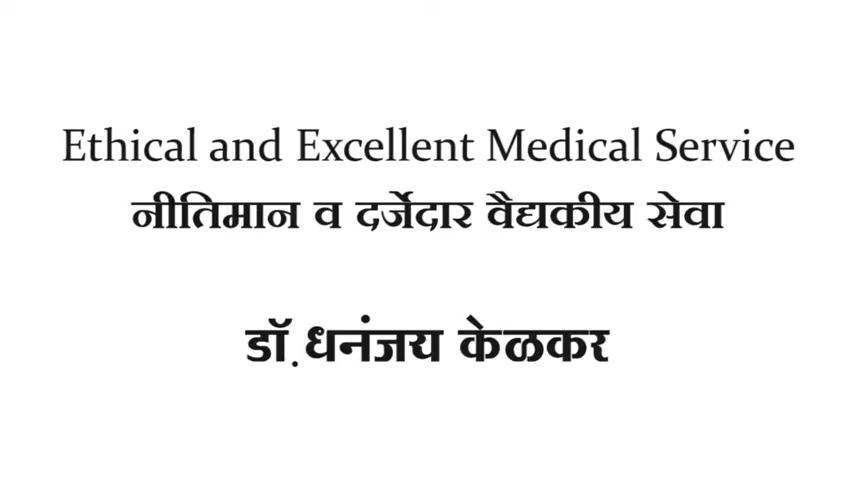 Ethical and Excellent Medical Service
नीतिमान व दर्जेदार वैद्यकीय सेवा
डॉ.धनंजय केळकर